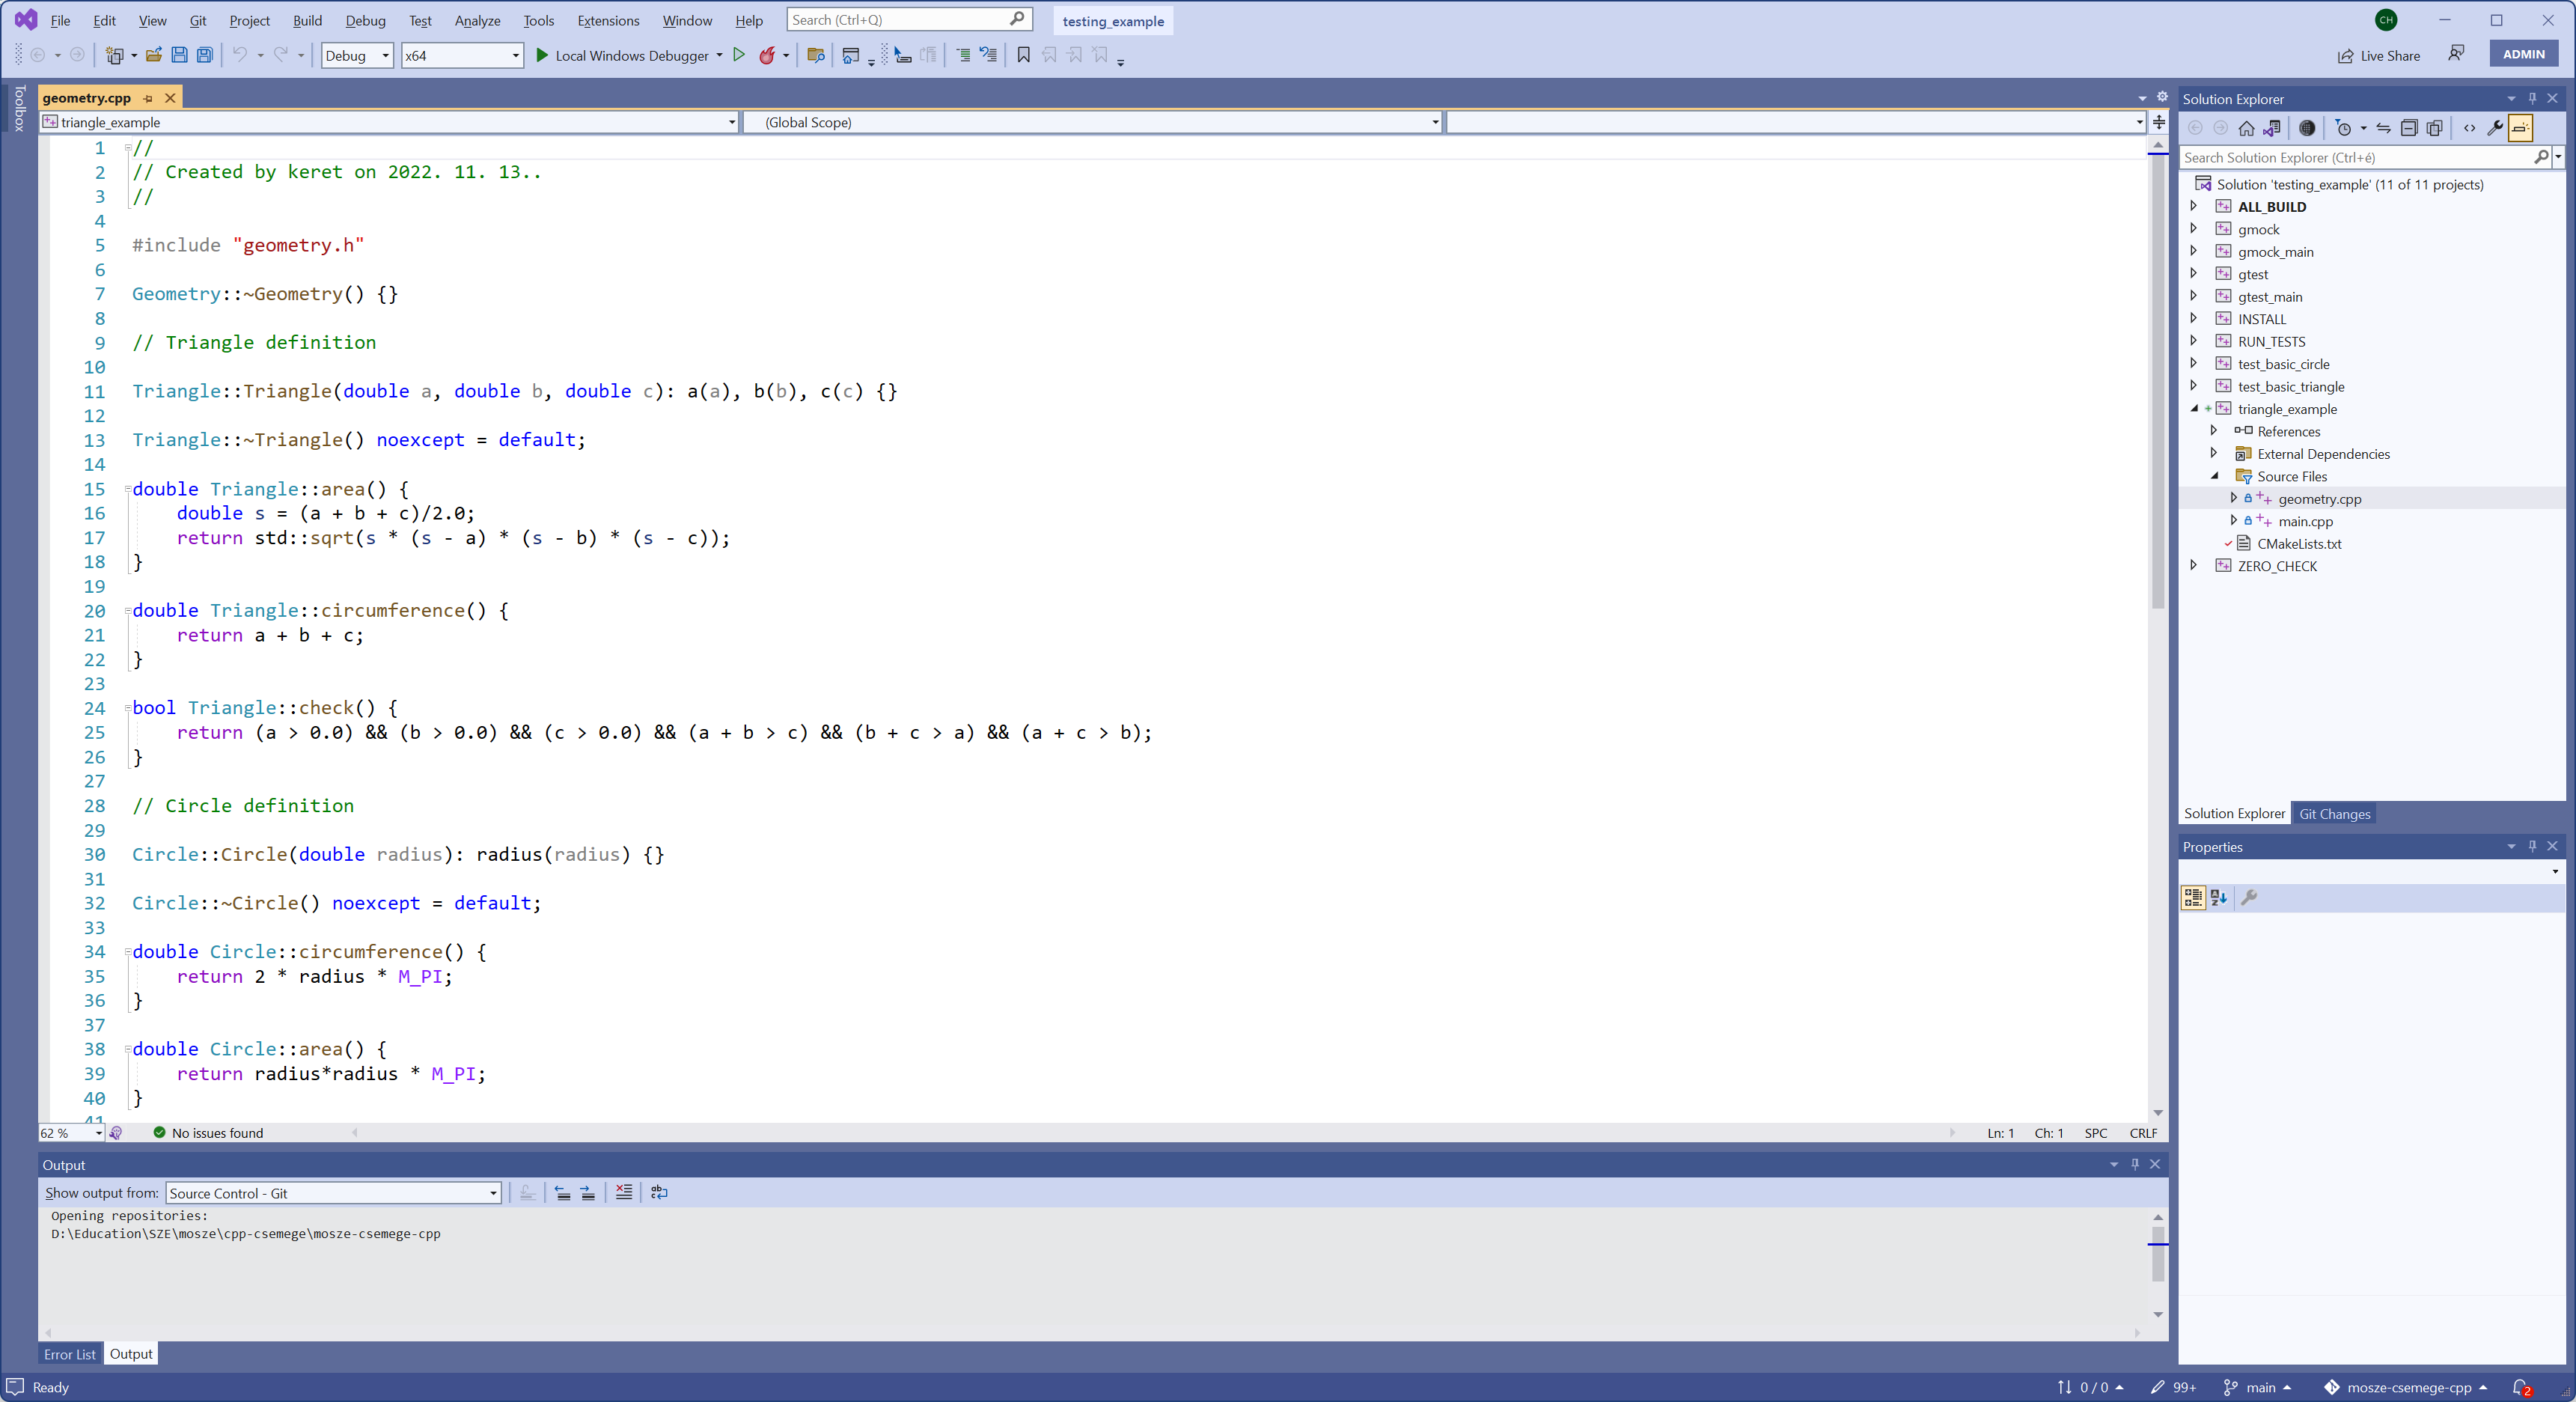 File Edit View Git Project Build Debug Test Analyze Tools Extensions Window Help Search (Ctrl+Q) testing_example CH
Debug x64 Local Windows Debugger Live Share ADMIN
Toolbox
geometry.cpp
triangle_example (Global Scope)
1 //
2 // Created by keret on 2022. 11. 13..
3 //
4
5 #include "geometry.h"
6
7 Geometry::~Geometry() {}
8
9 // Triangle definition
10
11 Triangle::Triangle(double a, double b, double c): a(a), b(b), c(c) {}
12
13 Triangle::~Triangle() noexcept = default;
14
15 double Triangle::area() {
16     double s = (a + b + c)/2.0;
17     return std::sqrt(s * (s - a) * (s - b) * (s - c));
18 }
19
20 double Triangle::circumference() {
21     return a + b + c;
22 }
23
24 bool Triangle::check() {
25     return (a > 0.0) && (b > 0.0) && (c > 0.0) && (a + b > c) && (b + c > a) && (a + c > b);
26 }
27
28 // Circle definition
29
30 Circle::Circle(double radius): radius(radius) {}
31
32 Circle::~Circle() noexcept = default;
33
34 double Circle::circumference() {
35     return 2 * radius * M_PI;
36 }
37
38 double Circle::area() {
39     return radius*radius * M_PI;
40 }
41
62 % No issues found Ln: 1 Ch: 1 SPC CRLF
Output
Show output from: Source Control - Git
Opening repositories:
D:\Education\SZE\mosze\cpp-csemege\mosze-csemege-cpp
Error List Output
Solution Explorer
Search Solution Explorer (Ctrl+é)
Solution 'testing_example' (11 of 11 projects)
ALL_BUILD
gmock
gmock_main
gtest
gtest_main
INSTALL
RUN_TESTS
test_basic_circle
test_basic_triangle
triangle_example
References
External Dependencies
Source Files
geometry.cpp
main.cpp
CMakeLists.txt
ZERO_CHECK
Solution Explorer Git Changes
Properties
Ready 0 / 0 99+ main mosze-csemege-cpp 2